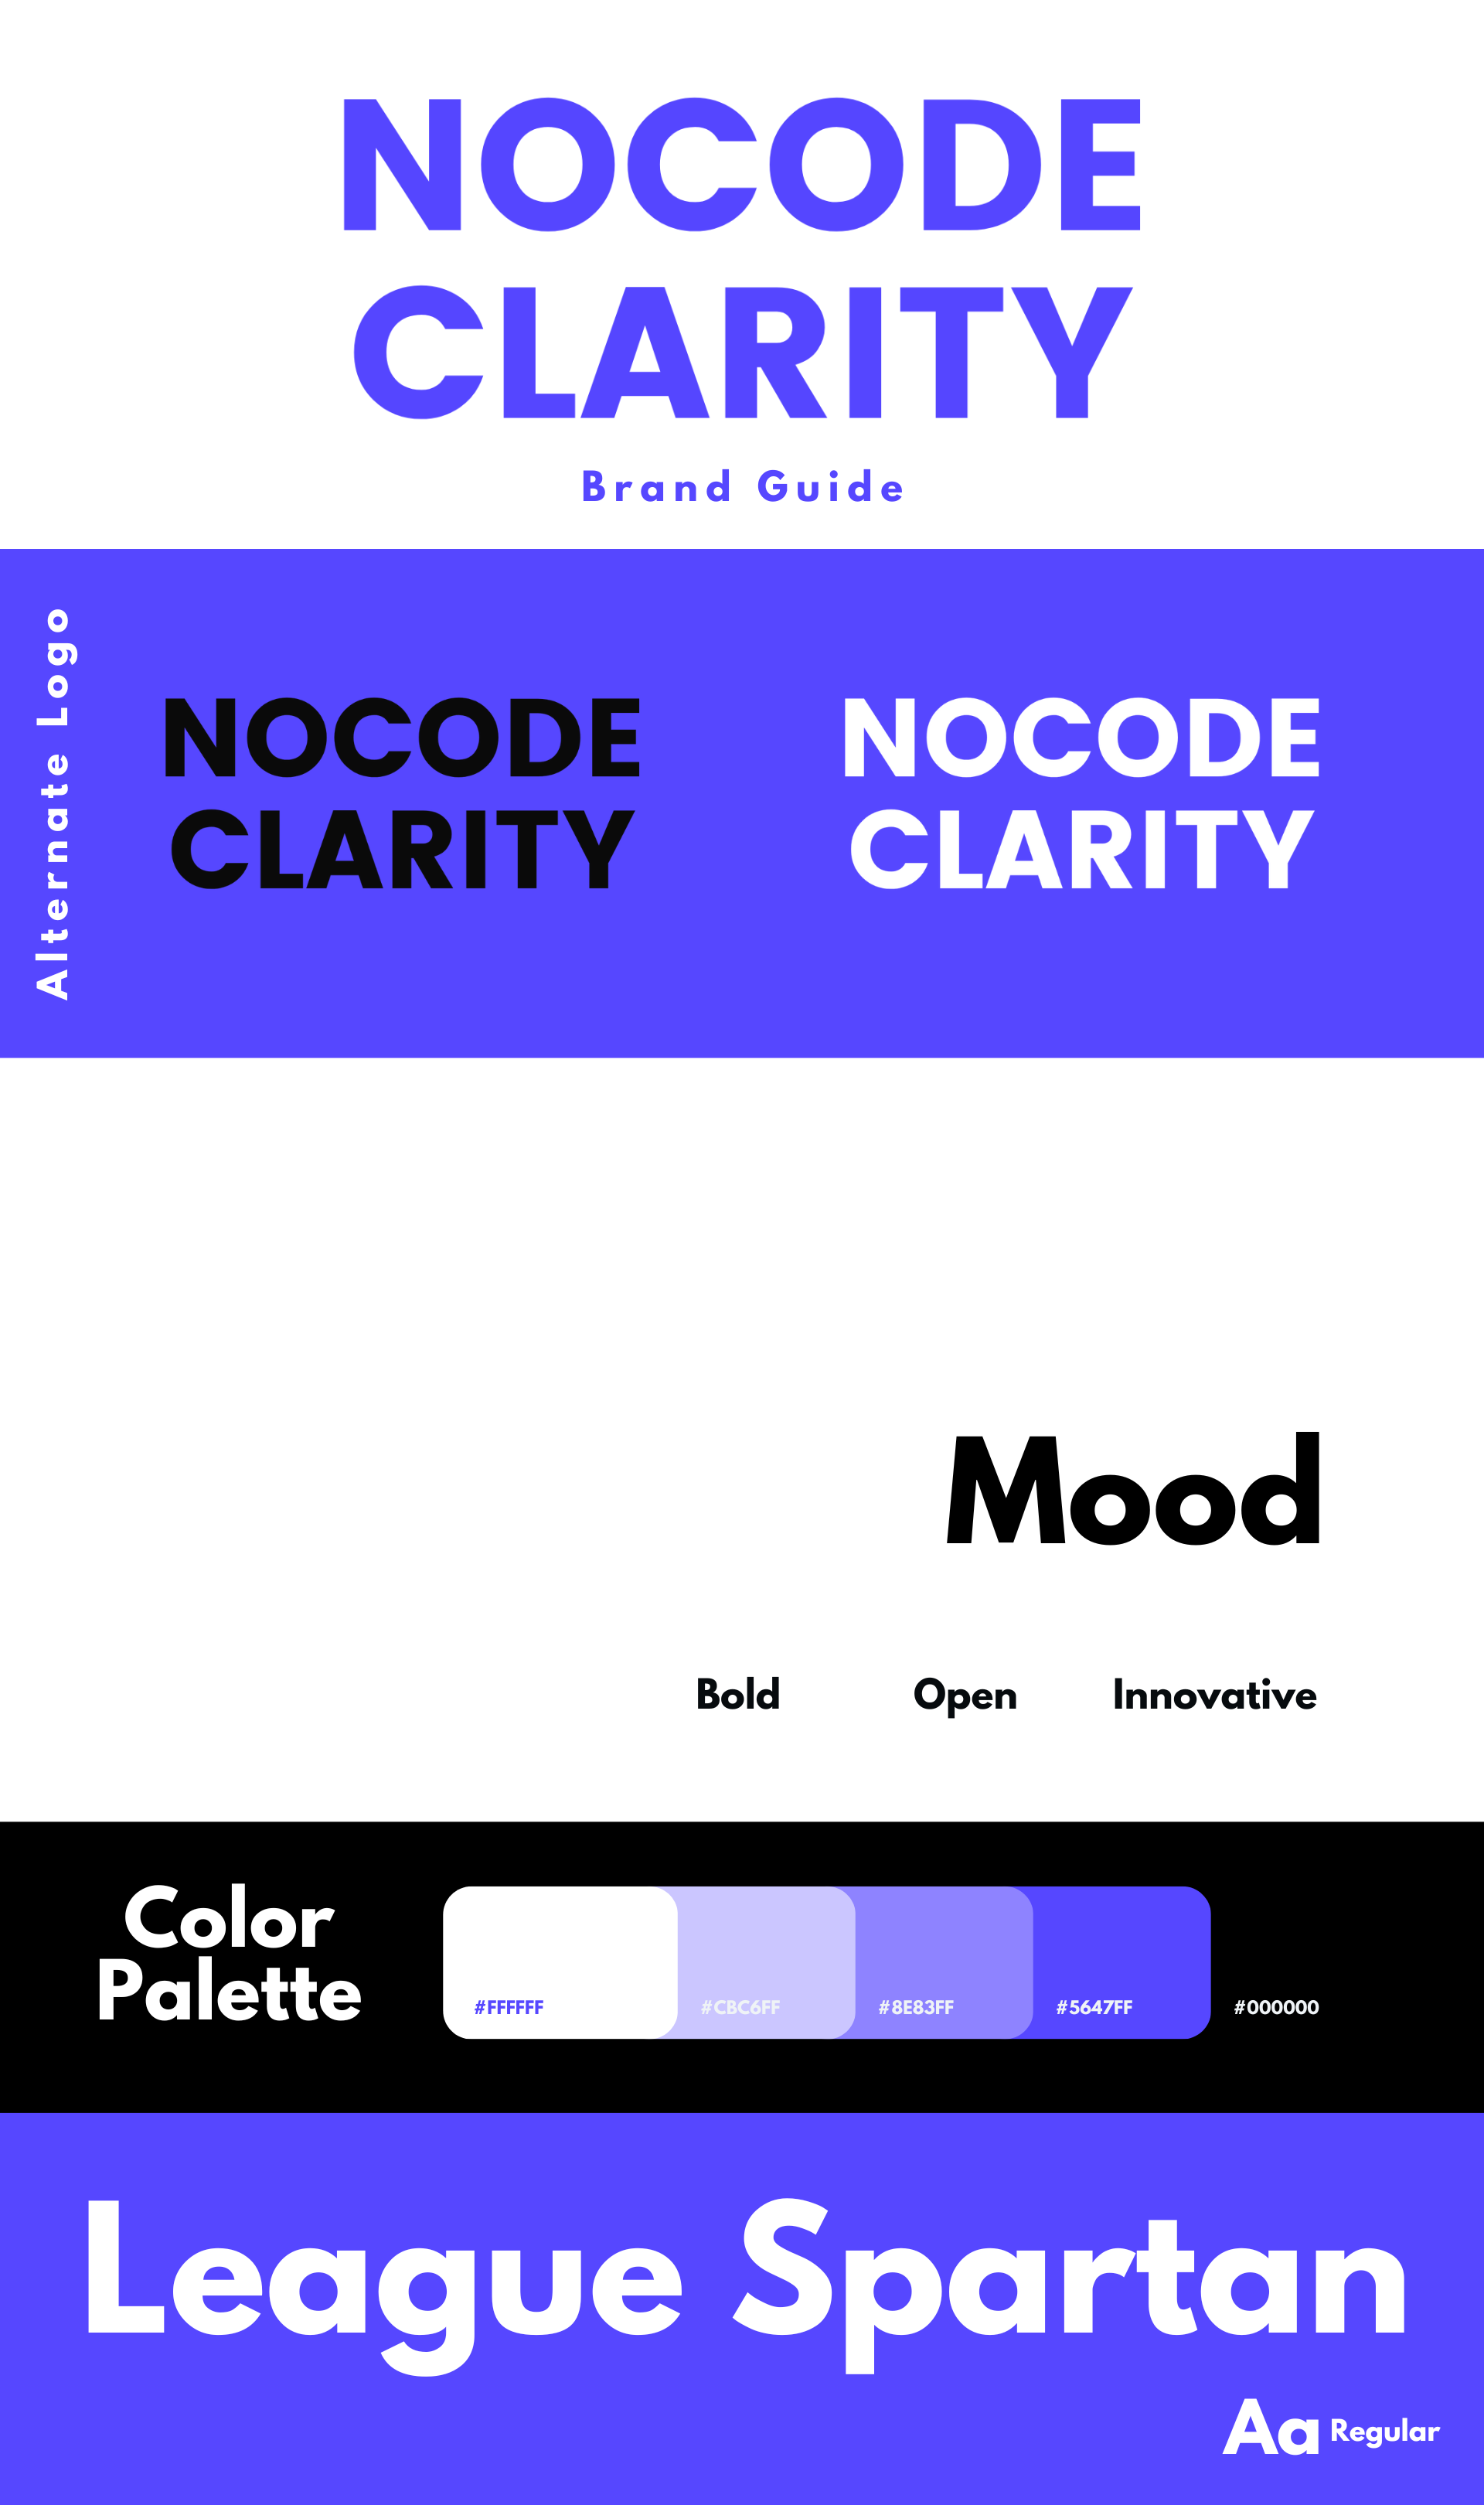 NOCODE
CLARITY
Brand Guide
Alternate Logo
NOCODE
CLARITY
NOCODE
CLARITY
Mood
Bold
Open
Innovative
Color
Palette
#FFFFFF
#CBC6FF
#8E83FF
#5647FF
#000000
League Spartan
Aa Regular